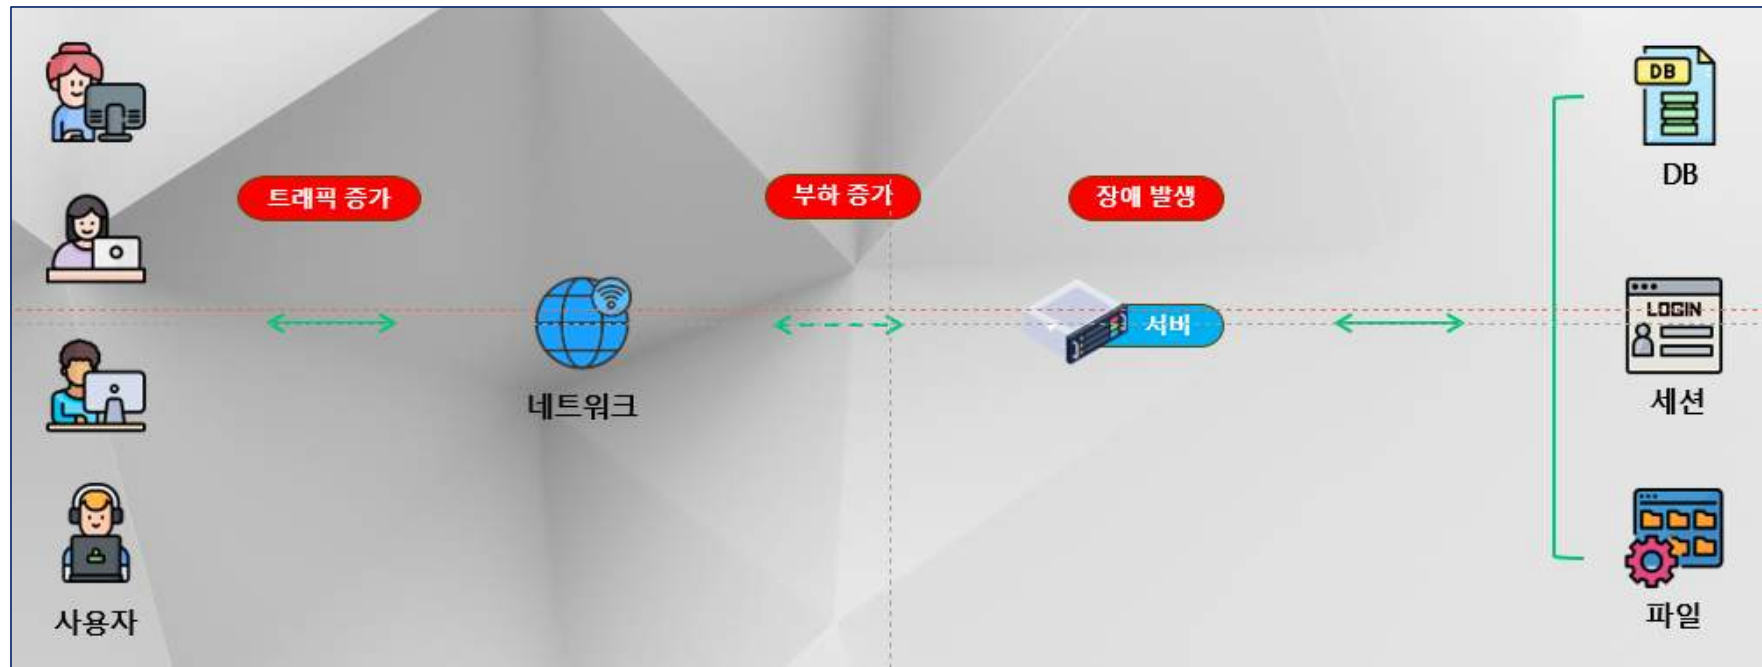 트래픽 증가
부하 증가
장애 발생
DB
DB
네트워크
서버
LOGIN
세션
사용자
파일